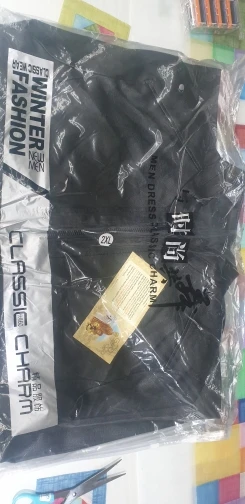 WINTER
CLASSIC WEAR
NEW
MEN
FASHION
CLASSIC CHARM
精品服饰
时尚
MEN DRESS CLASSIC CHARM
2XL